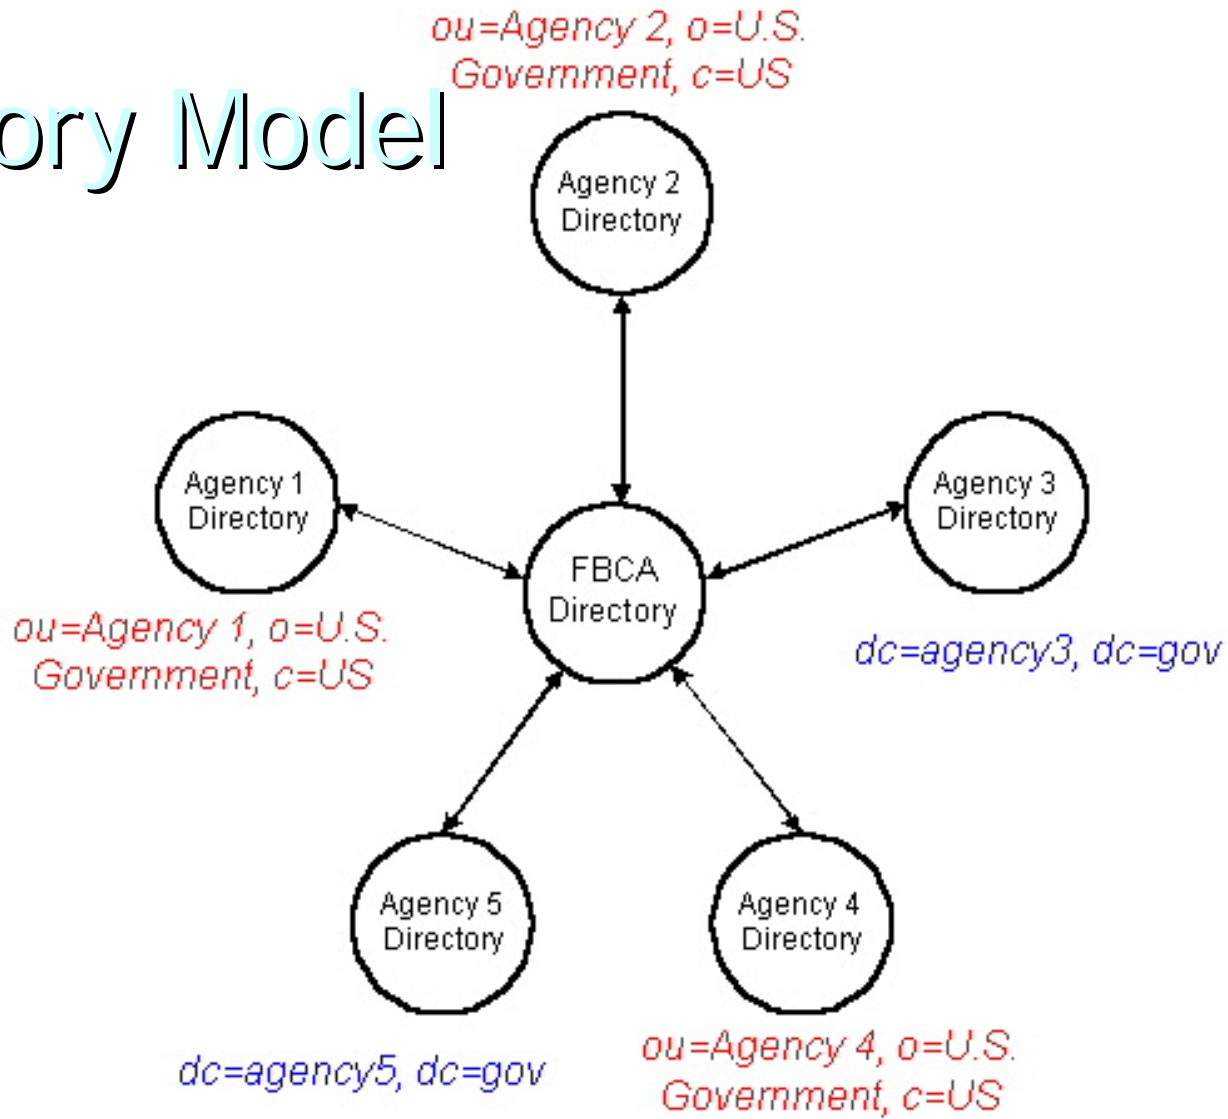 ou=Agency 2, o=U.S.
Government, c=US
ory Model
Agency 2
Directory
Agency 1
Directory
Agency 3
Directory
FBCA
Directory
ou=Agency 1, o=U.S.
Government, c=US
dc=agency3, dc=gov
Agency 5
Directory
Agency 4
Directory
dc=agency5, dc=gov
ou=Agency 4, o=U.S.
Government, c=US